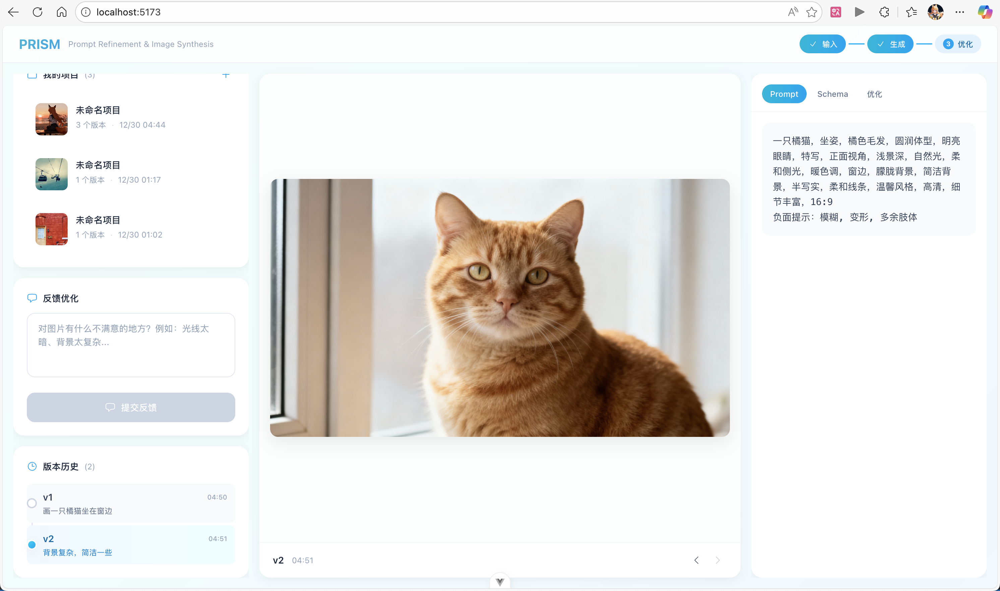 localhost:5173
PRISM Prompt Refinement & Image Synthesis
输入
生成
3 优化
我的项目 (3)
未命名项目
3 个版本 · 12/30 04:44
未命名项目
1 个版本 · 12/30 01:17
未命名项目
1 个版本 · 12/30 01:02
反馈优化
对图片有什么不满意的地方?例如:光线太
暗、背景太复杂...
提交反馈
版本历史 (2)
v1 04:50
画一只橘猫坐在窗边
v2 04:51
背景复杂,简洁一些
v2 04:51
Prompt Schema 优化
一只橘猫,坐姿,橘色毛发,圆润体型,明亮
眼睛,特写,正面视角,浅景深,自然光,柔
和侧光,暖色调,窗边,朦胧背景,简洁背
景,半写实,柔和线条,温馨风格,高清,细
节丰富,16:9
负面提示:模糊, 变形, 多余肢体